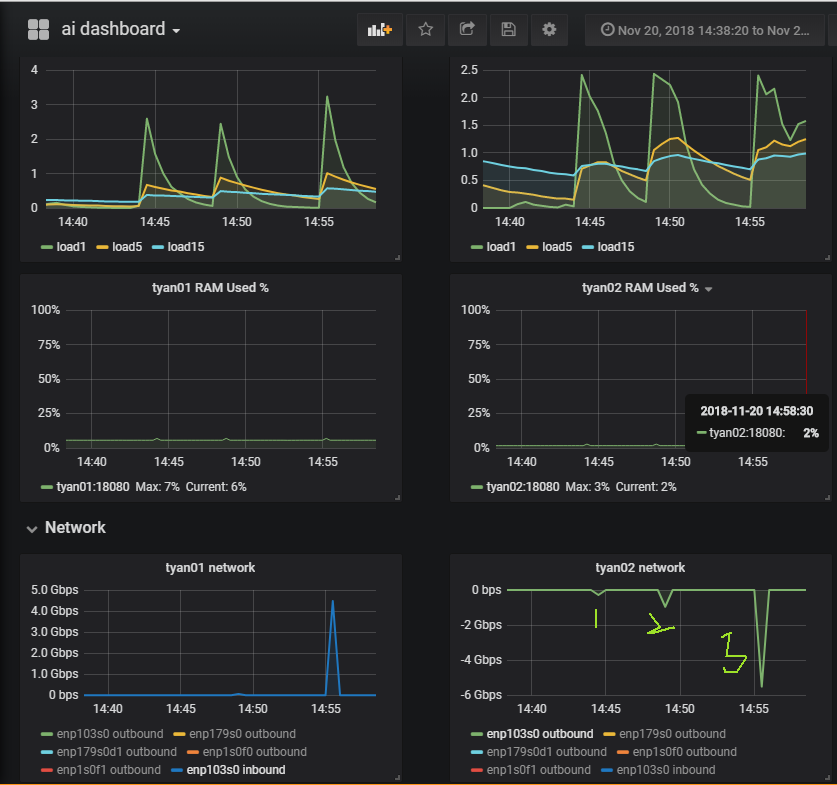 ai dashboard
Nov 20, 2018 14:38:20 to Nov 2...
4
3
2
1
0
14:40 14:45 14:50 14:55
load1 load5 load15
2.5
2.0
1.5
1.0
0.5
0
14:40 14:45 14:50 14:55
load1 load5 load15
tyan01 RAM Used %
100%
75%
50%
25%
0%
14:40 14:45 14:50 14:55
tyan01:18080 Max: 7% Current: 6%
tyan02 RAM Used %
100%
75%
50%
25%
0%
2018-11-20 14:58:30
tyan02:18080: 2%
14:40 14:45 14:50 14:55
tyan02:18080 Max: 3% Current: 2%
Network
tyan01 network
5.0 Gbps
4.0 Gbps
3.0 Gbps
2.0 Gbps
1.0 Gbps
0 bps
14:40 14:45 14:50 14:55
enp103s0 outbound enp179s0 outbound
enp179s0d1 outbound enp1s0f0 outbound
enp1s0f1 outbound enp103s0 inbound
tyan02 network
0 bps
-2 Gbps
-4 Gbps
-6 Gbps
1 2 3
14:40 14:45 14:50 14:55
enp103s0 outbound enp179s0 outbound
enp179s0d1 outbound enp1s0f0 outbound
enp1s0f1 outbound enp103s0 inbound